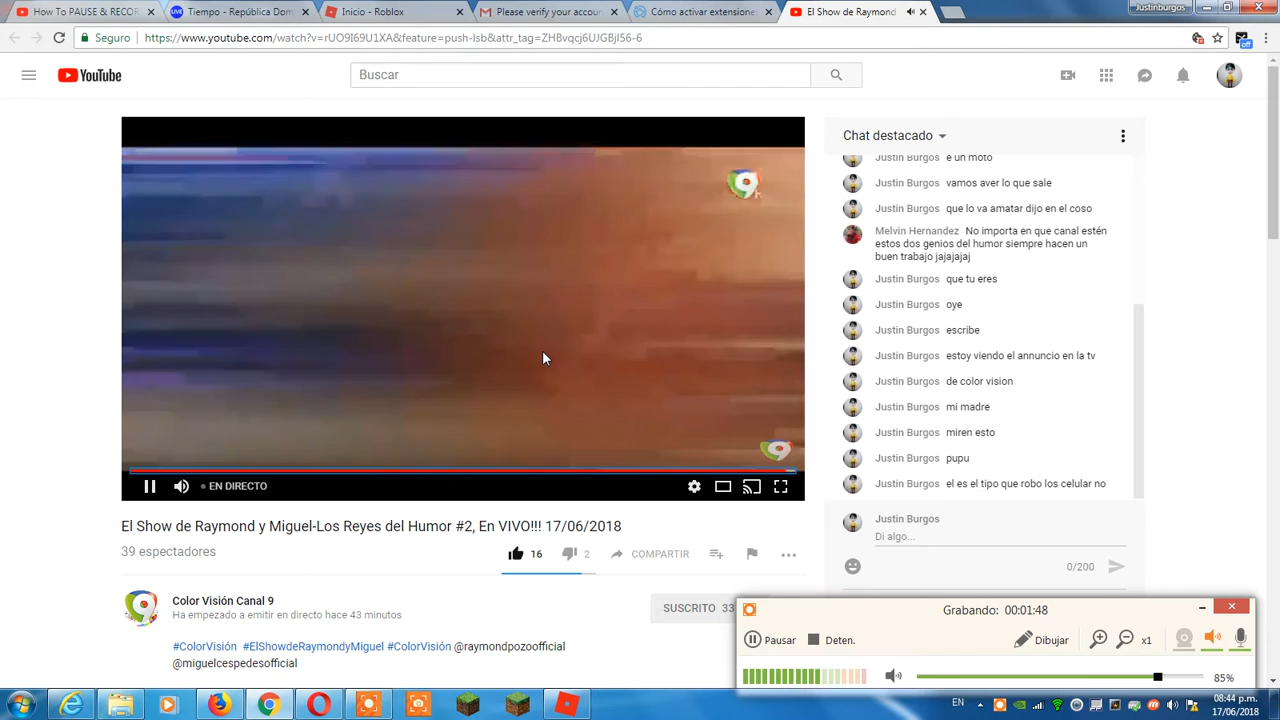 How To PAUSE & RECOR
Tiempo - República Dom
Inicio - Roblox
Please verify your accoun
Cómo activar extensione
El Show de Raymond
Justinburgos
Seguro
https://www.youtube.com/watch?v=rUO9I69U1XA&feature=push-lsb&attr_tag=ZHBvqcj6UJGBjI56-6
off
YouTube
Buscar
Chat destacado
Justin Burgos e un moto
Justin Burgos vamos aver lo que sale
Justin Burgos que lo va amatar dijo en el coso
Melvin Hernandez No importa en que canal estén
estos dos genios del humor siempre hacen un
buen trabajo jajajajaj
Justin Burgos que tu eres
Justin Burgos oye
Justin Burgos escribe
Justin Burgos estoy viendo el annuncio en la tv
Justin Burgos de color vision
Justin Burgos mi madre
Justin Burgos miren esto
Justin Burgos pupu
Justin Burgos el es el tipo que robo los celular no
EN DIRECTO
Justin Burgos
Di algo...
0/200
El Show de Raymond y Miguel-Los Reyes del Humor #2, En VIVO!!! 17/06/2018
39 espectadores
16
2
COMPARTIR
Color Visión Canal 9
Ha empezado a emitir en directo hace 43 minutos
SUSCRITO 33
#ColorVisión #ElShowdeRaymondyMiguel #ColorVisión @raymondpozoofficial
@miguelcespedesofficial
Grabando: 00:01:48
Pausar
Deten.
Dibujar
x1
85%
EN
08:44 p.m.
17/06/2018